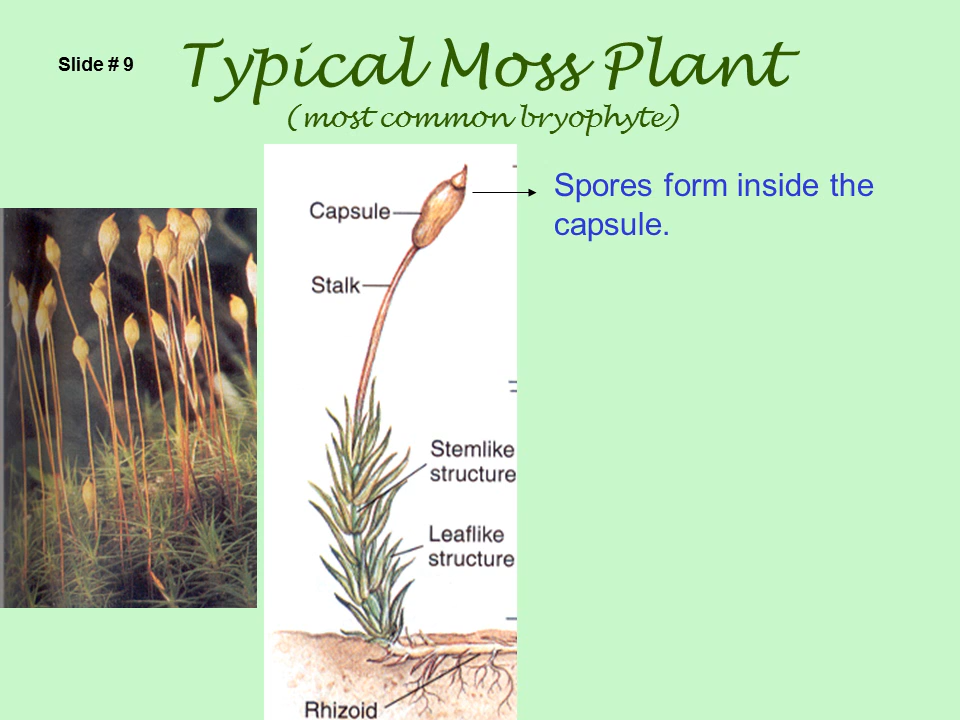 Slide # 9
Typical Moss Plant
(most common bryophyte)
Spores form inside the
capsule.
Capsule
Stalk
Stemlike
structure
Leaflike
structure
Rhizoid